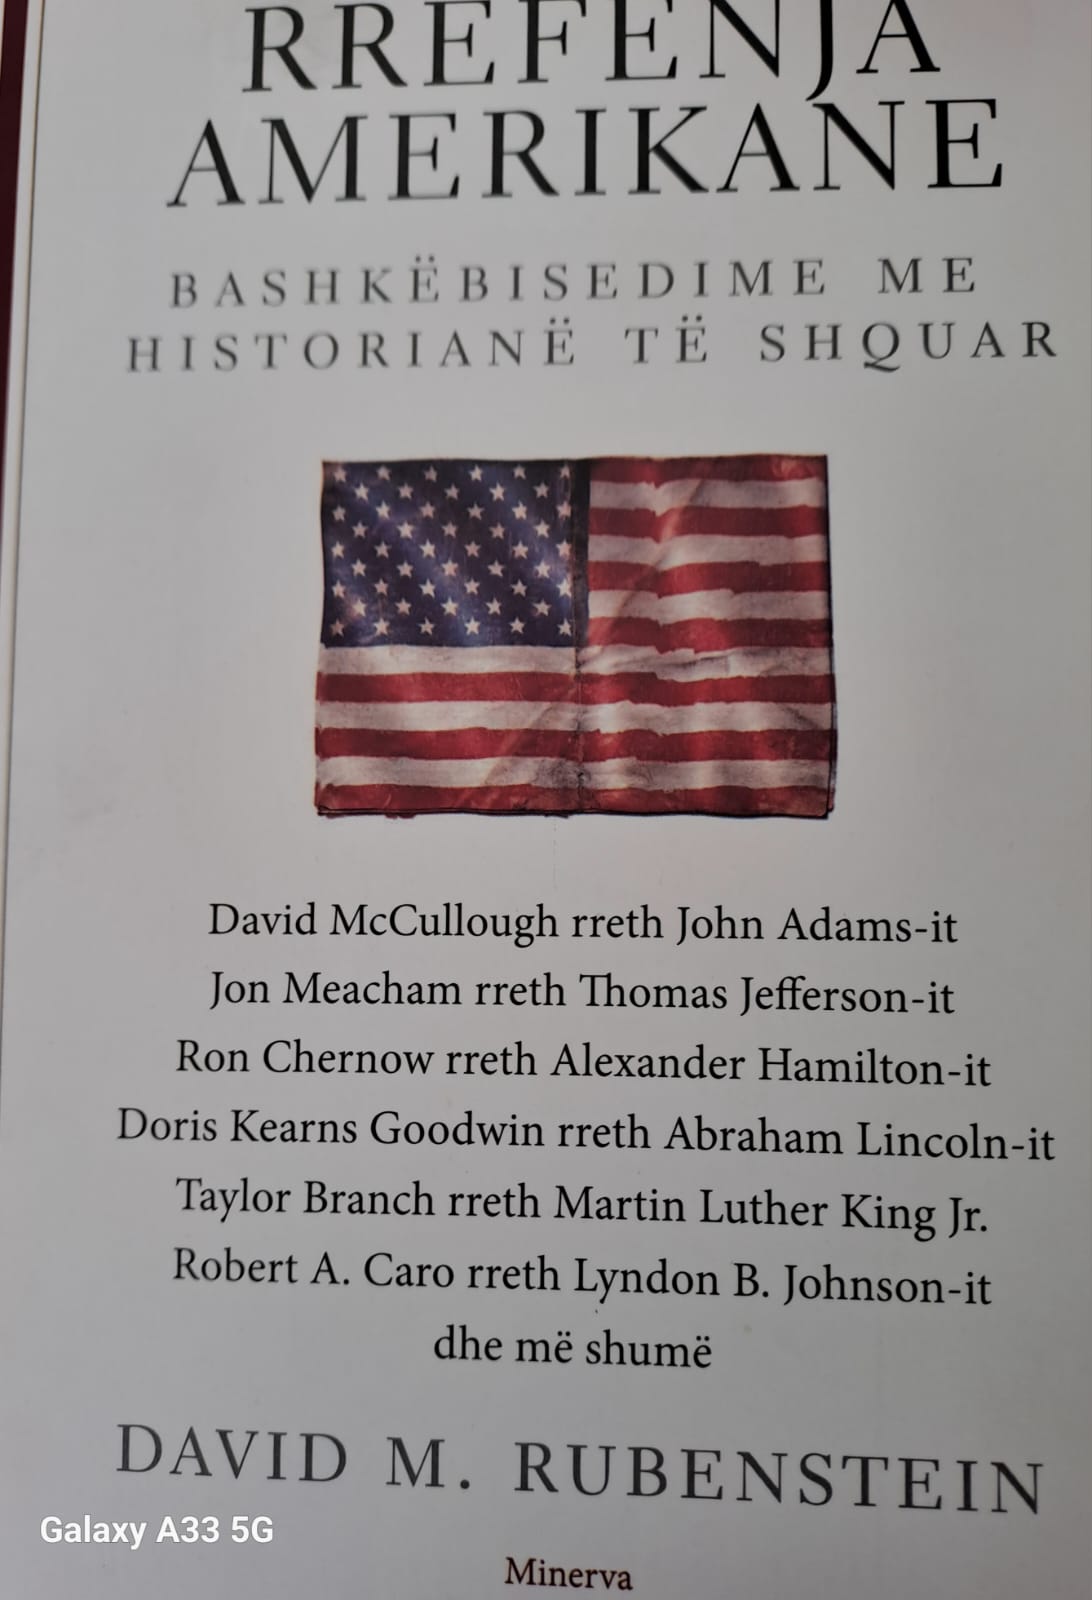 RRËFENJA
AMERIKANE
BASHKËBISEDIME ME
HISTORIANË TË SHQUAR
David McCullough rreth John Adams-it
Jon Meacham rreth Thomas Jefferson-it
Ron Chernow rreth Alexander Hamilton-it
Doris Kearns Goodwin rreth Abraham Lincoln-it
Taylor Branch rreth Martin Luther King Jr.
Robert A. Caro rreth Lyndon B. Johnson-it
dhe më shumë
DAVID M. RUBENSTEIN
Galaxy A33 5G
Minerva